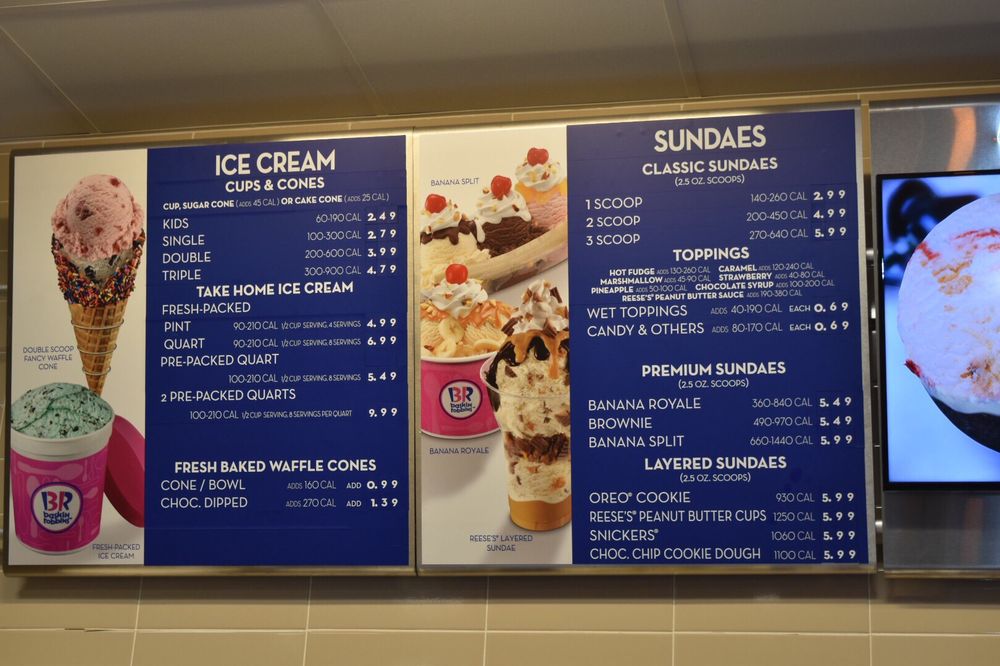 ICE CREAM
CUPS & CONES
CUP, SUGAR CONE (ADDS 45 CAL) OR CAKE CONE (ADDS 25 CAL)
KIDS 60-190 CAL 2.49
SINGLE 100-300 CAL 2.79
DOUBLE 200-600 CAL 3.99
TRIPLE 300-900 CAL 4.79
TAKE HOME ICE CREAM
FRESH-PACKED
PINT 90-210 CAL 1/2 CUP SERVING, 4 SERVINGS 4.99
QUART 90-210 CAL 1/2 CUP SERVING, 8 SERVINGS 6.99
PRE-PACKED QUART
100-210 CAL 1/2 CUP SERVING, 8 SERVINGS 5.49
2 PRE-PACKED QUARTS
100-210 CAL 1/2 CUP SERVING, 8 SERVINGS PER QUART 9.99
FRESH BAKED WAFFLE CONES
CONE / BOWL ADDS 160 CAL ADD 0.99
CHOC. DIPPED ADDS 270 CAL ADD 1.39
DOUBLE SCOOP
FANCY WAFFLE
CONE
BR
baskin
robbins
FRESH-PACKED
ICE CREAM
BANANA SPLIT
BR
baskin
robbins
BANANA ROYALE
REESE'S® LAYERED
SUNDAE
SUNDAES
CLASSIC SUNDAES
(2.5 OZ. SCOOPS)
1 SCOOP 140-260 CAL 2.99
2 SCOOP 200-450 CAL 4.99
3 SCOOP 270-640 CAL 5.99
TOPPINGS
HOT FUDGE ADDS 130-260 CAL CARAMEL ADDS 120-240 CAL
MARSHMALLOW ADDS 45-90 CAL STRAWBERRY ADDS 40-80 CAL
PINEAPPLE ADDS 50-100 CAL CHOCOLATE SYRUP ADDS 100-200 CAL
REESE'S® PEANUT BUTTER SAUCE ADDS 190-380 CAL
WET TOPPINGS ADDS 40-190 CAL EACH 0.69
CANDY & OTHERS ADDS 80-170 CAL EACH 0.69
PREMIUM SUNDAES
(2.5 OZ. SCOOPS)
BANANA ROYALE 360-840 CAL 5.49
BROWNIE 490-970 CAL 5.49
BANANA SPLIT 660-1440 CAL 5.99
LAYERED SUNDAES
(2.5 OZ. SCOOPS)
OREO® COOKIE 930 CAL 5.99
REESE'S® PEANUT BUTTER CUPS 1250 CAL 5.99
SNICKERS® 1060 CAL 5.99
CHOC. CHIP COOKIE DOUGH 1100 CAL 5.99